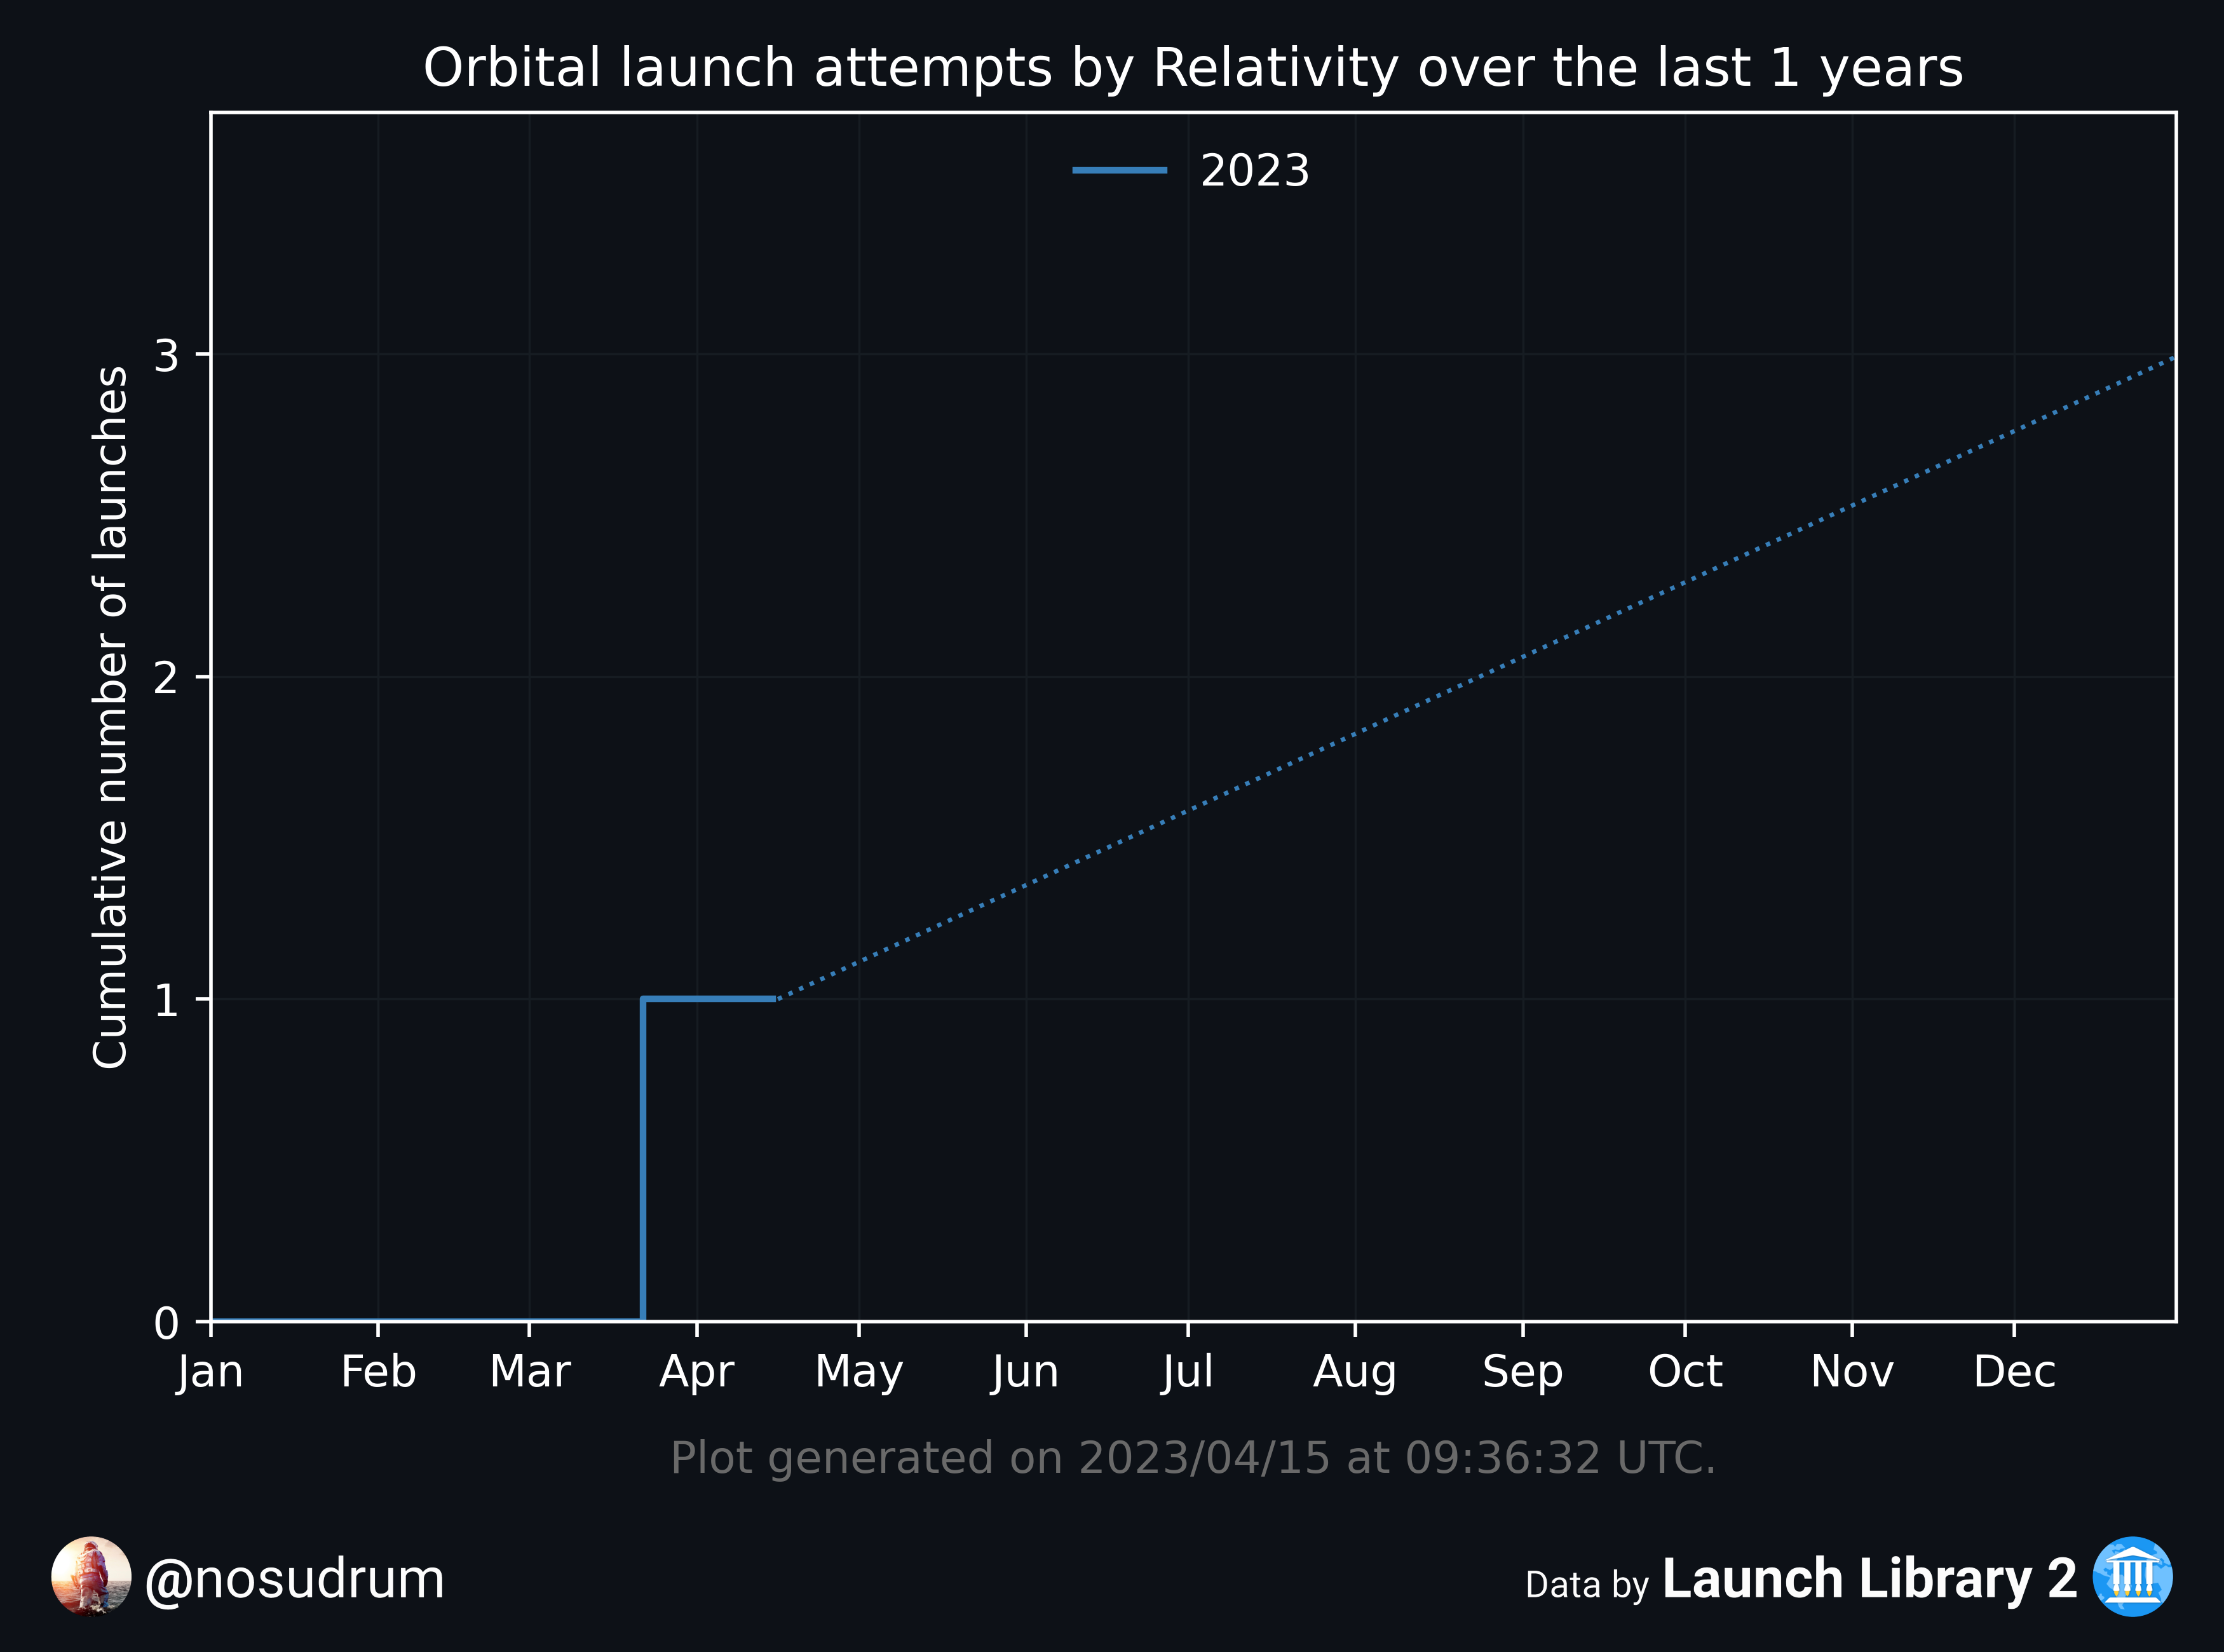 Orbital launch attempts by Relativity over the last 1 years
2023
Cumulative number of launches
3
2
1
0
Jan Feb Mar Apr May Jun Jul Aug Sep Oct Nov Dec
Plot generated on 2023/04/15 at 09:36:32 UTC.
@nosudrum
Data by Launch Library 2